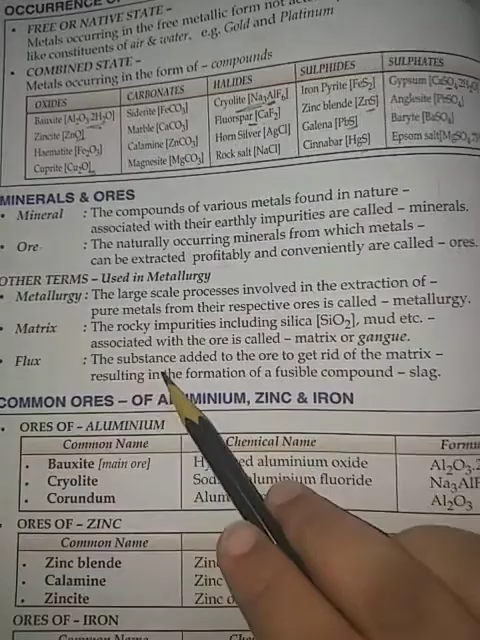 OCCURRENCE
• FREE OR NATIVE STATE –
Metals occurring in the free metallic form not
like constituents of air & water, e.g. Gold and Platinum
• COMBINED STATE –
Metals occurring in the form of – compounds
OXIDES CARBONATES HALIDES SULPHIDES SULPHATES
Bauxite [Al2O3.2H2O] Siderite [FeCO3] Cryolite [Na3AlF6] Iron Pyrite [FeS2] Gypsum [CaSO4.2H2O]
Zincite [ZnO] Marble [CaCO3] Fluorspar [CaF2] Zinc blende [ZnS] Anglesite [PbSO4]
Haematite [Fe2O3] Calamine [ZnCO3] Horn Silver [AgCl] Galena [PbS] Baryte [BaSO4]
Cuprite [Cu2O] Magnesite [MgCO3] Rock salt [NaCl] Cinnabar [HgS] Epsom salt
MINERALS & ORES
• Mineral : The compounds of various metals found in nature –
associated with their earthly impurities are called – minerals.
• Ore : The naturally occurring minerals from which metals –
can be extracted profitably and conveniently are called – ores.
OTHER TERMS – Used in Metallurgy
• Metallurgy : The large scale processes involved in the extraction of –
pure metals from their respective ores is called – metallurgy.
• Matrix : The rocky impurities including silica [SiO2], mud etc. –
associated with the ore is called – matrix or gangue.
• Flux : The substance added to the ore to get rid of the matrix –
resulting in the formation of a fusible compound – slag.
COMMON ORES – OF ALUMINIUM, ZINC & IRON
• ORES OF – ALUMINIUM
Common Name Chemical Name
• Bauxite [main ore] aluminium oxide Al2O3.
• Cryolite aluminium fluoride Na3AlF
• Corundum Al2O3
• ORES OF – ZINC
Common Name
• Zinc blende Zinc
• Calamine Zinc
• Zincite Zinc
ORES OF – IRON
Common Name